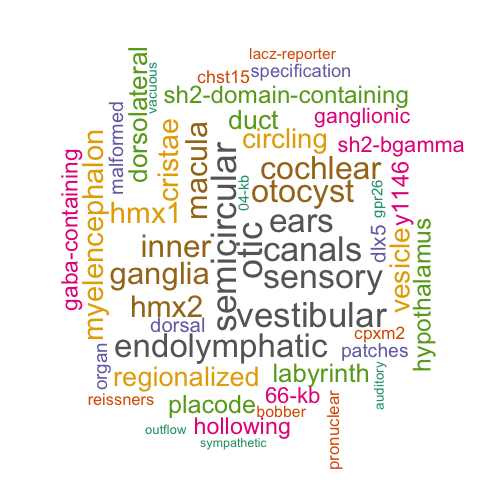 lacz-reporter
chst15
specification
vacuous
dorsolateral
sh2-domain-containing
malformed
duct
ganglionic
cristae
macula
circling
sh2-bgamma
gaba-containing
myelencephalon
semicircular
cochlear
04-kb
otocyst
gpr26
y1146
hmx1
otic
ears
dlx5
vesicle
hypothalamus
inner
canals
ganglia
sensory
hmx2
vestibular
dorsal
cpxm2
organ
endolymphatic
patches
regionalized
labyrinth
auditory
reissners
placode
66-kb
bobber
pronuclear
hollowing
outflow
sympathetic